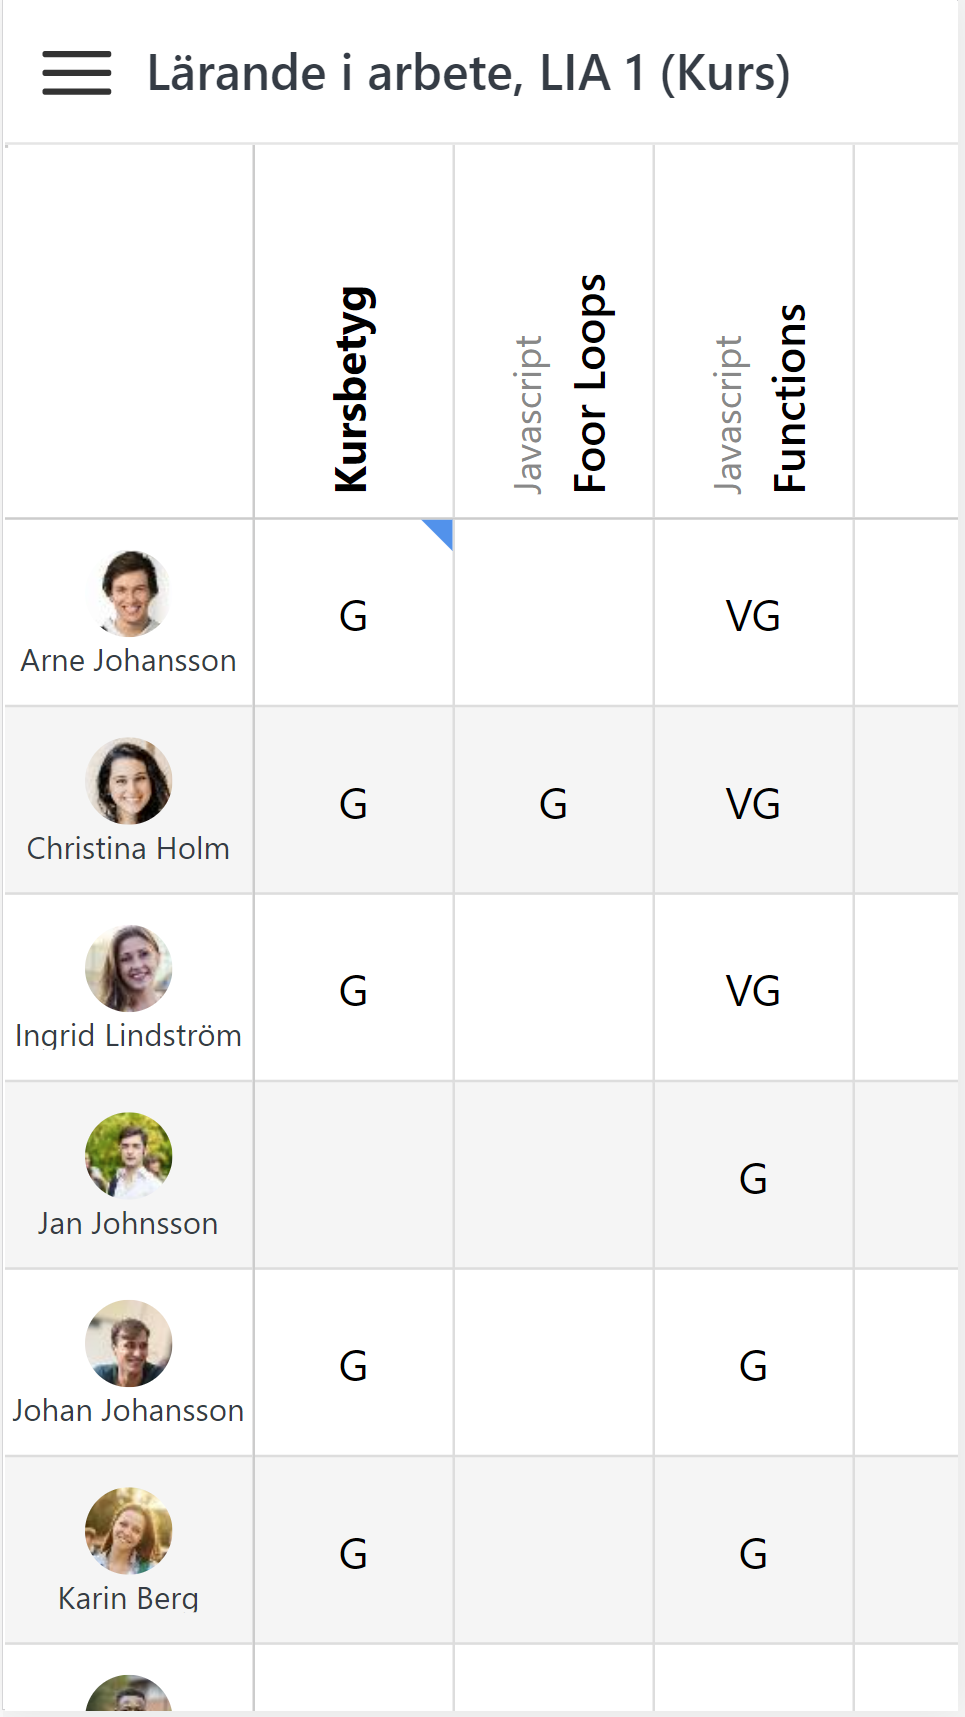 Lärande i arbete, LIA 1 (Kurs)
Kursbetyg
Javascript
Foor Loops
Javascript
Functions
G
VG
Arne Johansson
G
G
VG
Christina Holm
G
VG
Ingrid Lindström
G
Jan Johnsson
G
G
Johan Johansson
G
G
Karin Berg